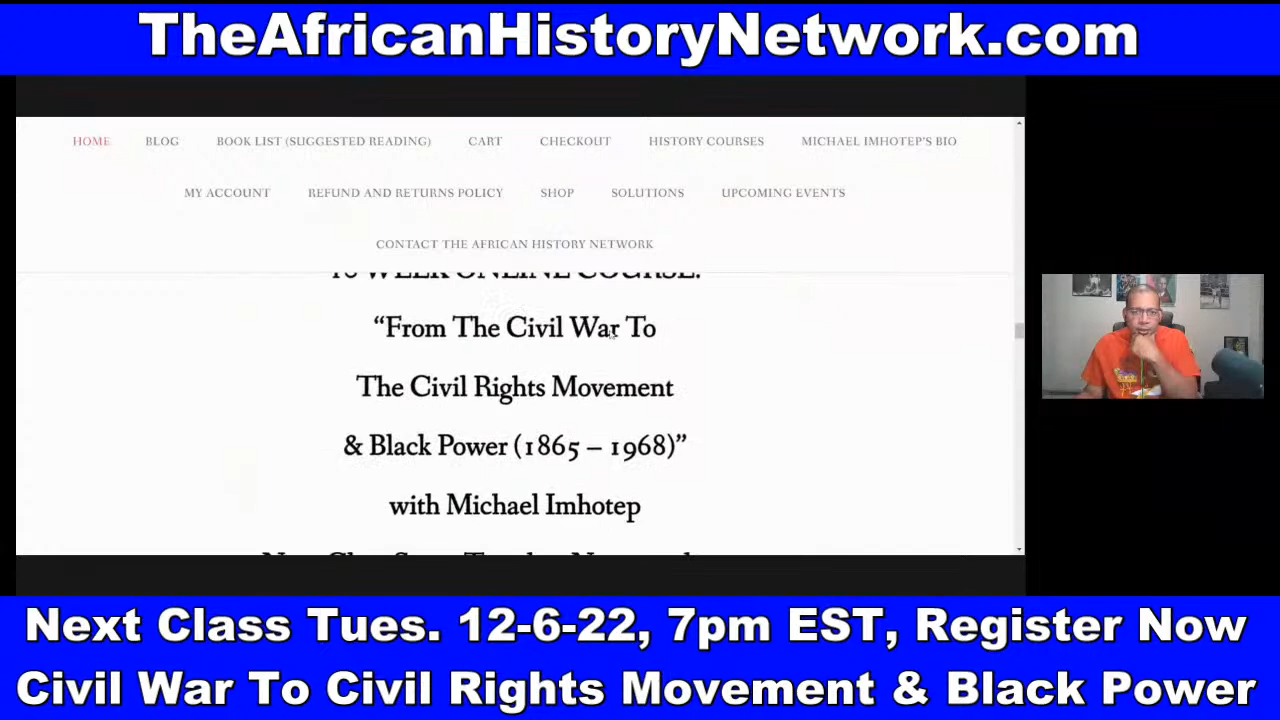 TheAfricanHistoryNetwork.com
HOME BLOG BOOK LIST (SUGGESTED READING) CART CHECKOUT HISTORY COURSES MICHAEL IMHOTEP'S BIO
MY ACCOUNT REFUND AND RETURNS POLICY SHOP SOLUTIONS UPCOMING EVENTS
CONTACT THE AFRICAN HISTORY NETWORK
WEEK ONLINE COURSE:
“From The Civil War To
The Civil Rights Movement
& Black Power (1865 – 1968)”
with Michael Imhotep
Next Class Tues. 12-6-22, 7pm EST, Register Now
Civil War To Civil Rights Movement & Black Power